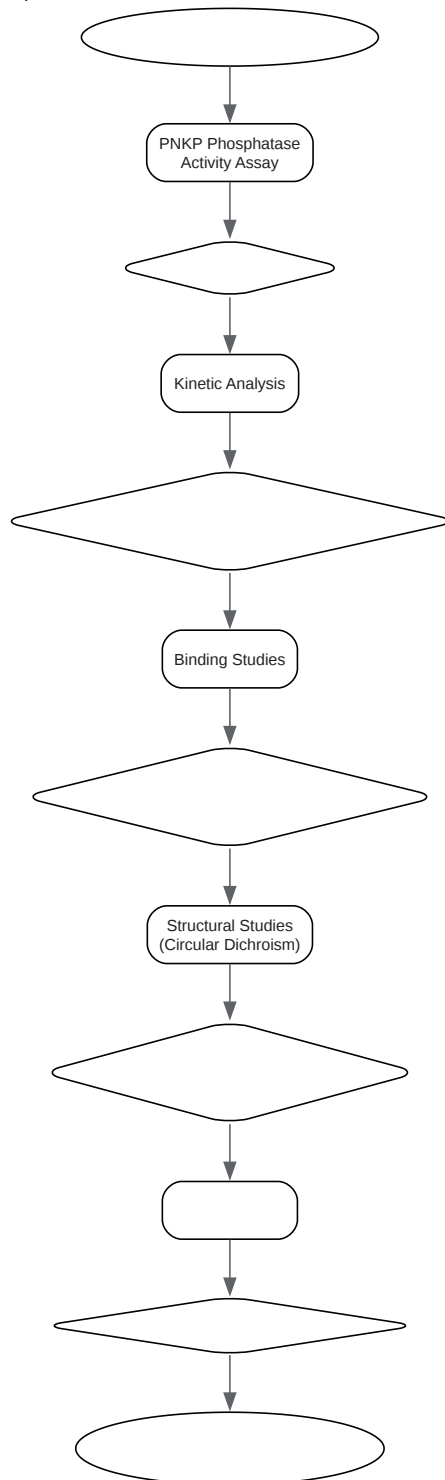 PNKP Phosphatase
Activity Assay
Kinetic Analysis
Binding Studies
Structural Studies
(Circular Dichroism)